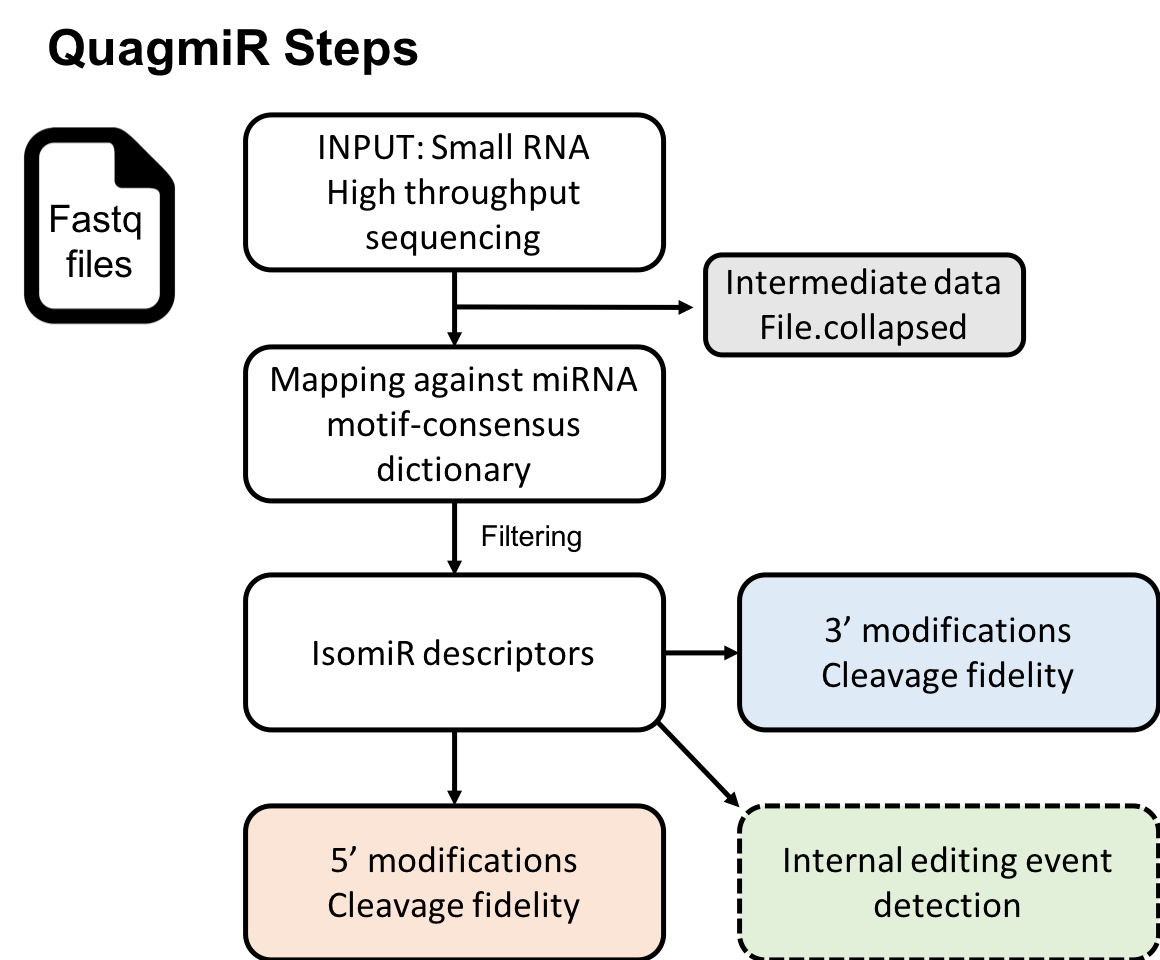 QuagmiR Steps
Fastq
files
INPUT: Small RNA
High throughput
sequencing
Intermediate data
File.collapsed
Mapping against miRNA
motif-consensus
dictionary
Filtering
IsomiR descriptors
3’ modifications
Cleavage fidelity
5’ modifications
Cleavage fidelity
Internal editing event
detection